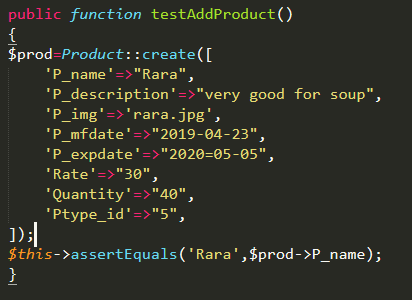 public function testAddProduct()
{
$prod=Product::create([
'P_name'=>"Rara",
'P_description'=>"very good for soup",
'P_img'=>'rara.jpg',
'P_mfdate'=>"2019-04-23",
'P_expdate'=>"2020=05-05",
'Rate'=>"30",
'Quantity'=>"40",
'Ptype_id'=>"5",
]);
$this->assertEquals('Rara',$prod->P_name);
}